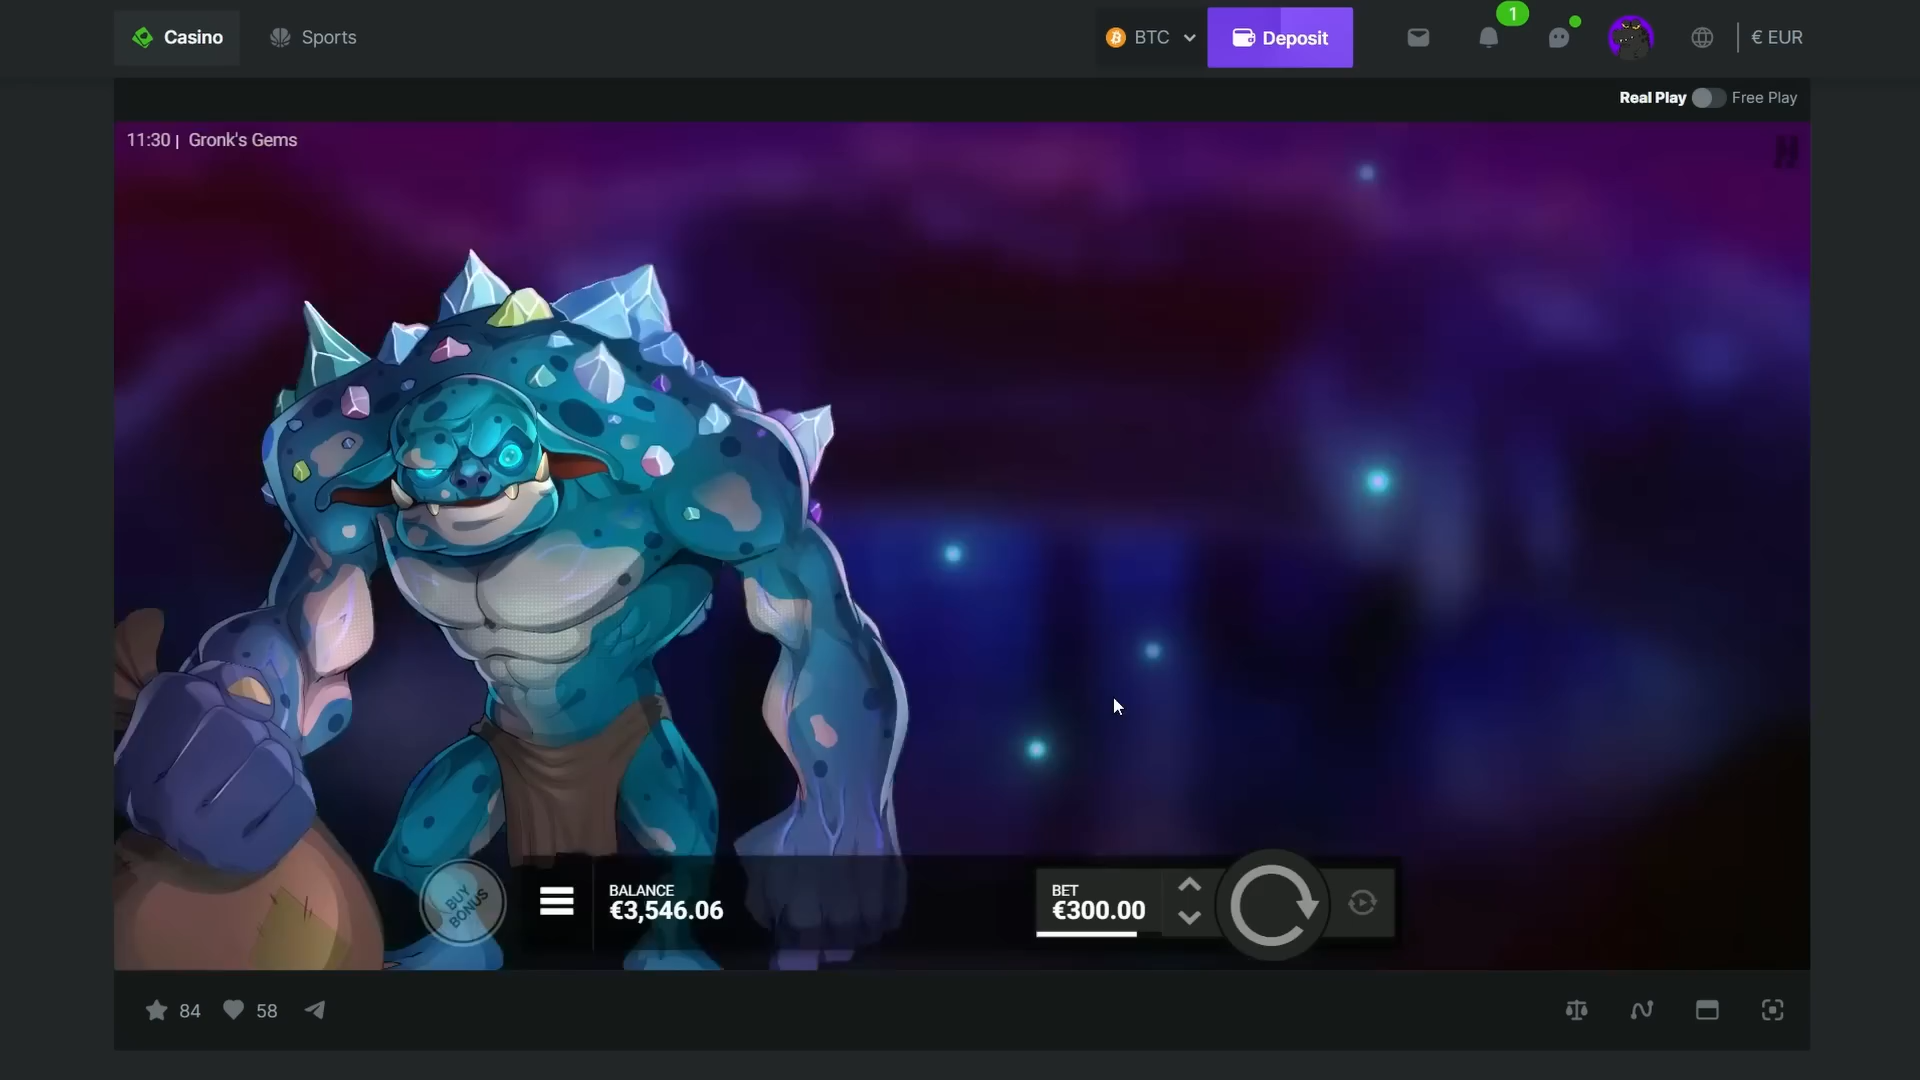 Casino
Sports
BTC
Deposit
1
€ EUR
Real Play
Free Play
11:30 | Gronk's Gems
BUY
BONUS
BALANCE
€3,546.06
BET
€300.00
84
58